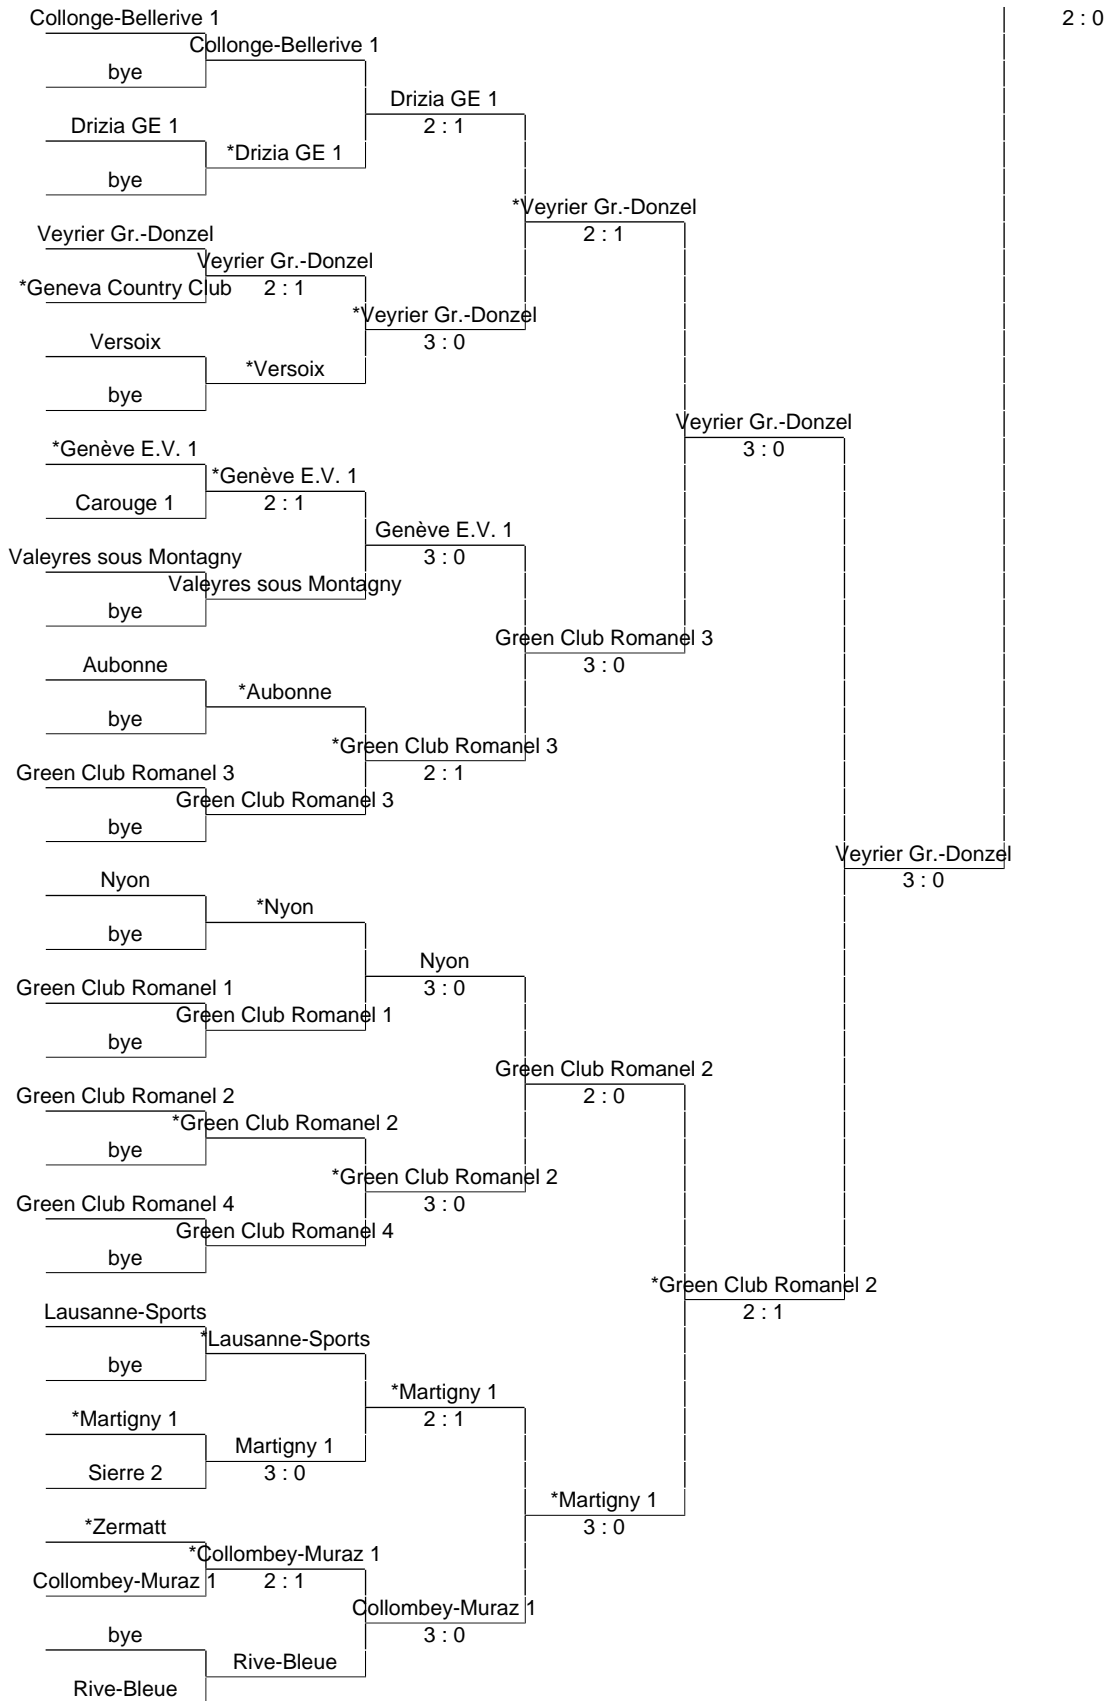 Collonge-Bellerive 1
2 : 0
Collonge-Bellerive 1
bye
Drizia GE 1
2 : 1
Drizia GE 1
*Drizia GE 1
bye
*Veyrier Gr.-Donzel
2 : 1
Veyrier Gr.-Donzel
Veyrier Gr.-Donzel
*Geneva Country Club
2 : 1
*Veyrier Gr.-Donzel
3 : 0
Versoix
*Versoix
bye
Veyrier Gr.-Donzel
3 : 0
*Genève E.V. 1
*Genève E.V. 1
Carouge 1
2 : 1
Genève E.V. 1
3 : 0
Valeyres sous Montagny
Valeyres sous Montagny
bye
Green Club Romanel 3
3 : 0
Aubonne
*Aubonne
bye
*Green Club Romanel 3
2 : 1
Green Club Romanel 3
Green Club Romanel 3
bye
Veyrier Gr.-Donzel
3 : 0
Nyon
*Nyon
bye
Nyon
3 : 0
Green Club Romanel 1
Green Club Romanel 1
bye
Green Club Romanel 2
2 : 0
Green Club Romanel 2
*Green Club Romanel 2
bye
*Green Club Romanel 2
3 : 0
Green Club Romanel 4
Green Club Romanel 4
bye
*Green Club Romanel 2
2 : 1
Lausanne-Sports
*Lausanne-Sports
bye
*Martigny 1
2 : 1
*Martigny 1
Martigny 1
Sierre 2
3 : 0
*Martigny 1
3 : 0
*Zermatt
*Collombey-Muraz 1
Collombey-Muraz 1
2 : 1
Collombey-Muraz 1
3 : 0
bye
Rive-Bleue
Rive-Bleue